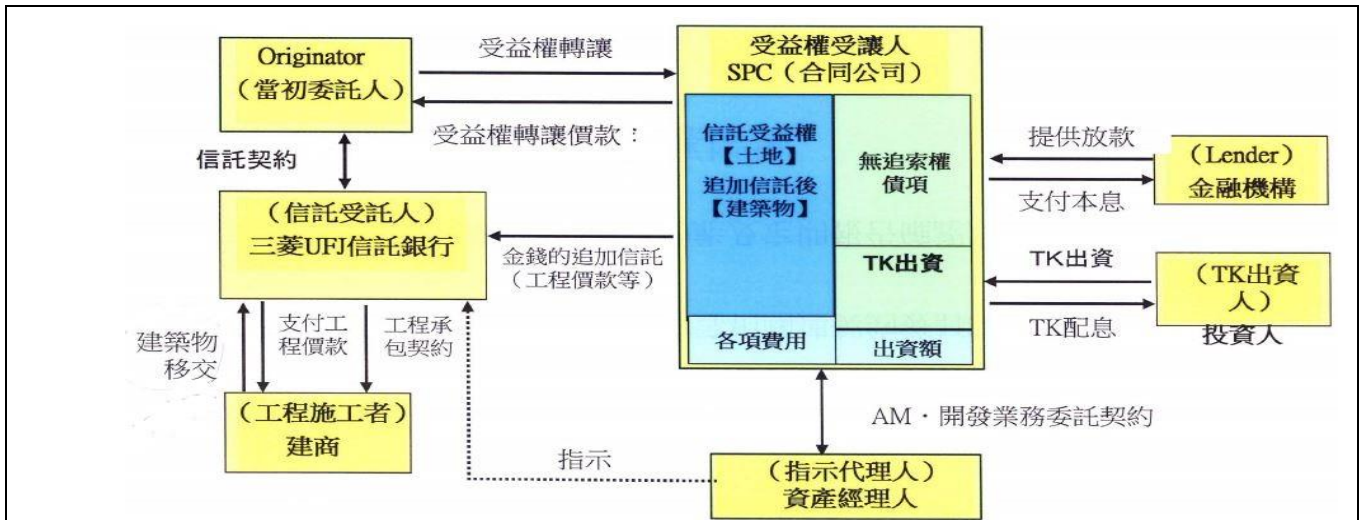 Originator
（當初委託人）
受益權轉讓
受益權轉讓價款：
信託契約
（信託受託人）
三菱UFJ信託銀行
金錢的追加信託
（工程價款等）
建築物
移交
支付工
程價款
工程承
包契約
（工程施工者）
建商
受益權受讓人
SPC（合同公司）
信託受益權
【土地】
追加信託後
【建築物】
各項費用
無追索權
債項
TK出資
出資額
提供放款
支付本息
（Lender）
金融機構
TK出資
TK配息
（TK出資
人）
投資人
AM．開發業務委託契約
指示
（指示代理人）
資產經理人